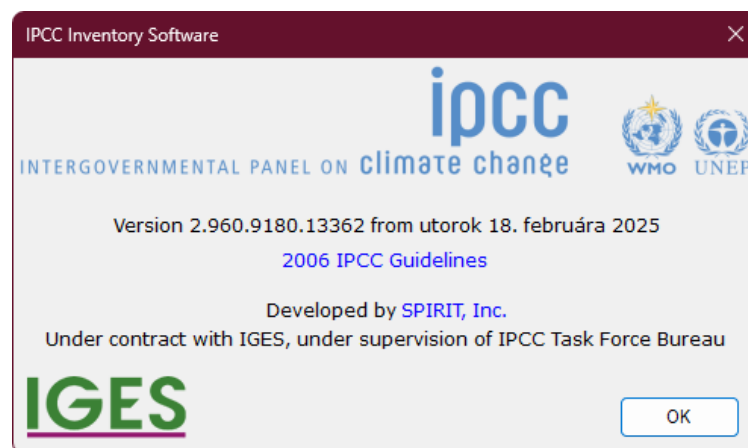 IPCC Inventory Software
ipcc
INTERGOVERNMENTAL PANEL ON climate change
WMO UNEP
Version 2.960.9180.13362 from utorok 18. februára 2025
2006 IPCC Guidelines
Developed by SPIRIT, Inc.
Under contract with IGES, under supervision of IPCC Task Force Bureau
IGES
OK